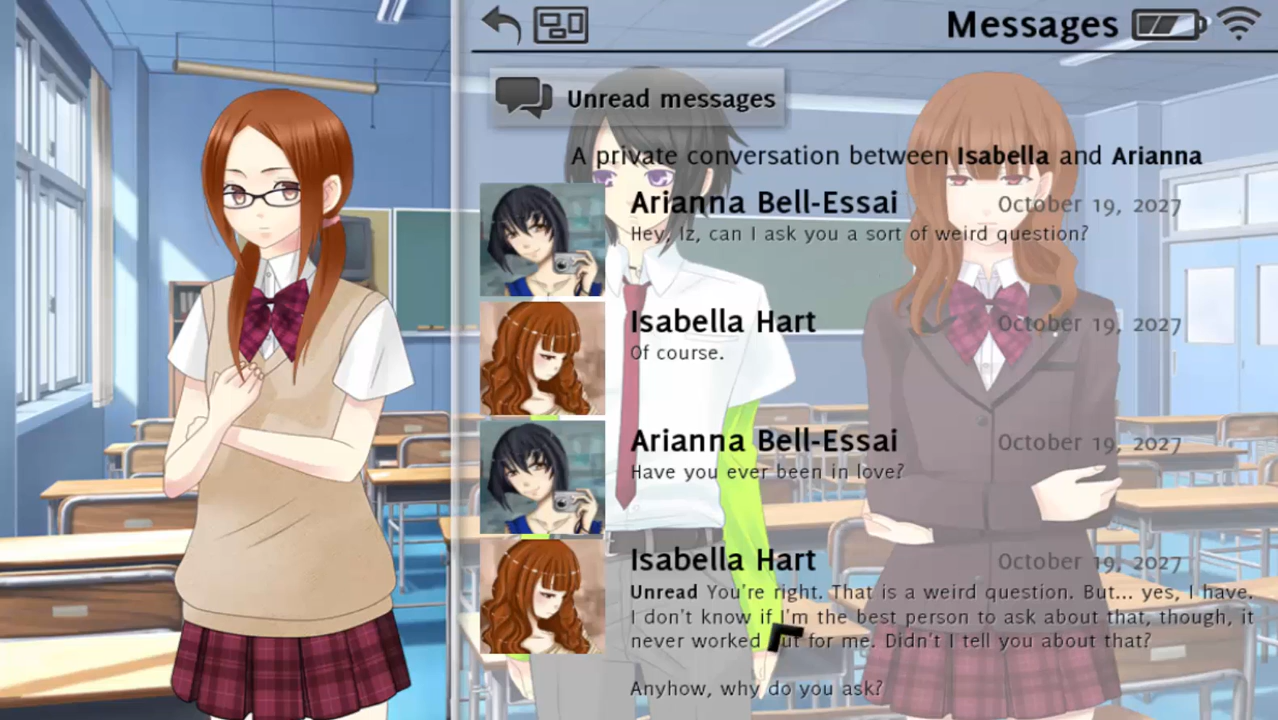 Messages
Unread messages
A private conversation between Isabella and Arianna
Arianna Bell-Essai
October 19, 2027
Hey, Iz, can I ask you a sort of weird question?
Isabella Hart
October 19, 2027
Of course.
Arianna Bell-Essai
October 19, 2027
Have you ever been in love?
Isabella Hart
October 19, 2027
Unread You're right. That is a weird question. But... yes, I have.
I don't know if I'm the best person to ask about that, though, it
never worked out for me. Didn't I tell you about that?
Anyhow, why do you ask?